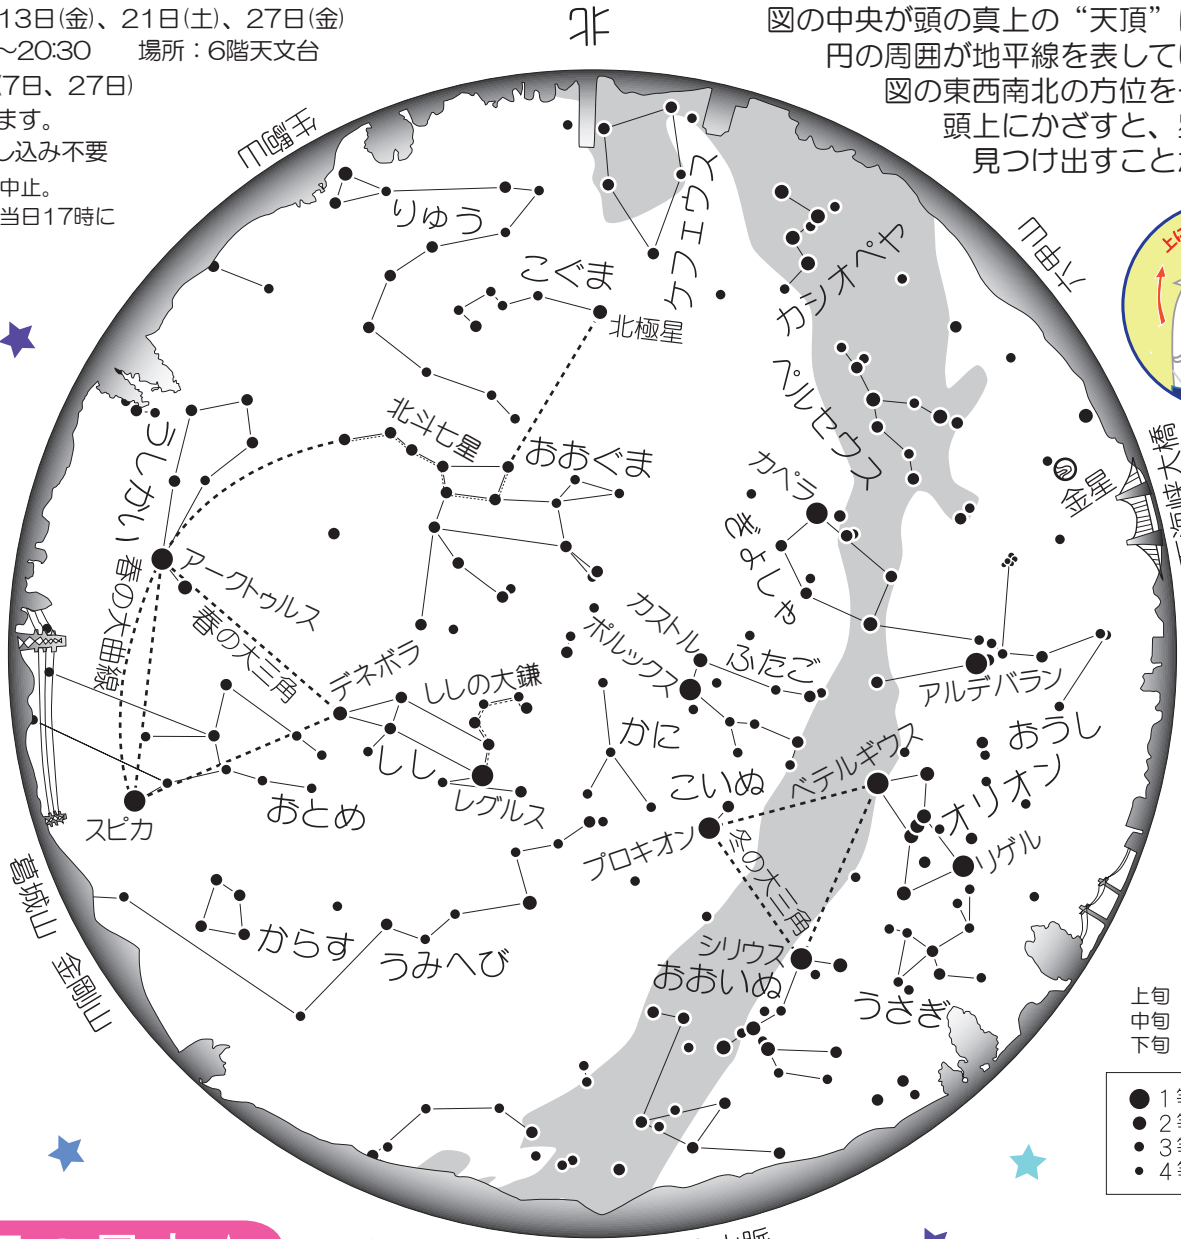 13日(金)、21日(土)、27日(金)
～20:30　場所：6階天文台
7日、27日)
ます。
し込み不要
中止。
当日17時に
北
図の中央が頭の真上の“天頂”
円の周囲が地平線を表して
図の東西南北の方位を
頭上にかざすと、
見つけ出すことが
生駒山
六甲山
りゅう
こぐま
北極星
ケフェウス
カシオペヤ
ペルセウス
北斗七星
おおぐま
うしかい
カペラ
ぎょしゃ
金星
アークトゥルス
春の大曲線
春の大三角
デネボラ
ししの大鎌
しし
レグルス
カストル
ポルックス
ふたご
かに
アルデバラン
おうし
こいぬ
プロキオン
ベテルギウス
オリオン
リゲル
冬の大三角
おとめ
スピカ
からす
うみへび
シリウス
おおいぬ
うさぎ
葛城山
金剛山
上旬
中旬
下旬
1等
2等
3等
4等